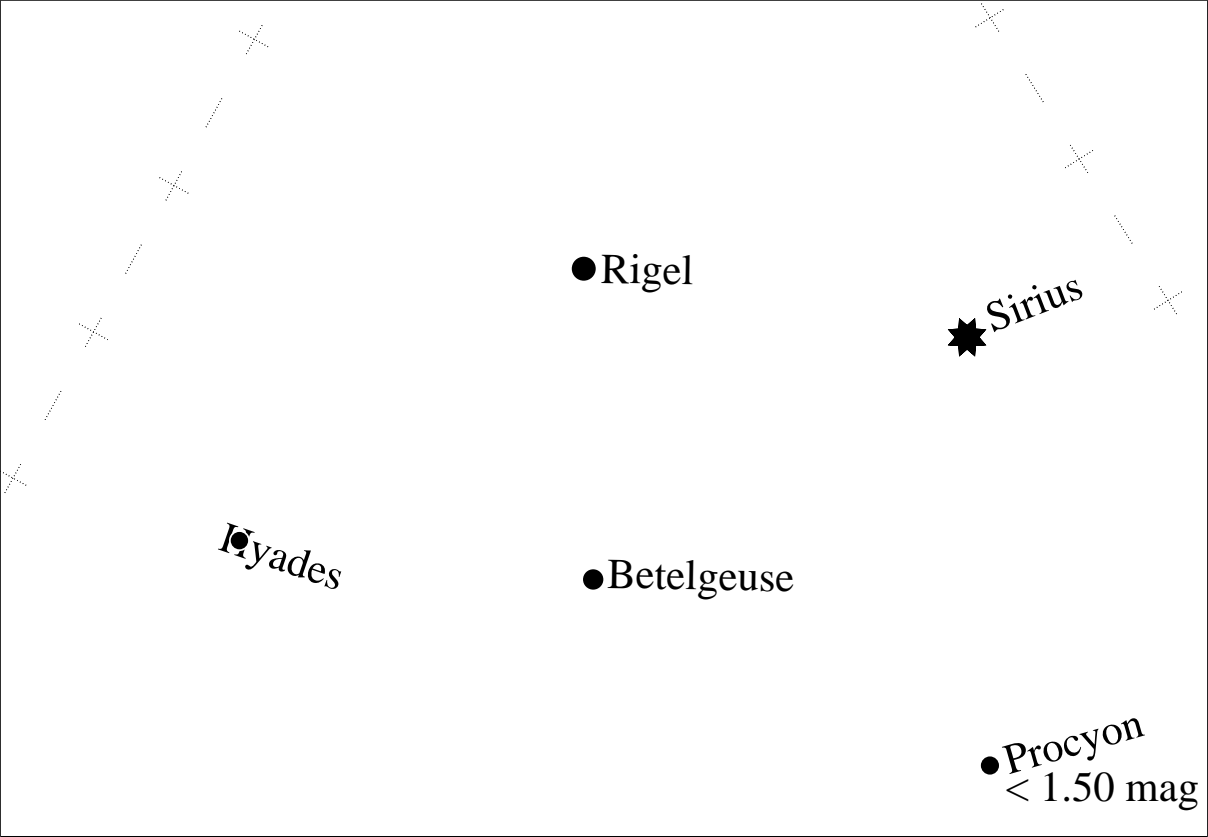 Rigel
Sirius
Hyades
Betelgeuse
Procyon
< 1.50 mag